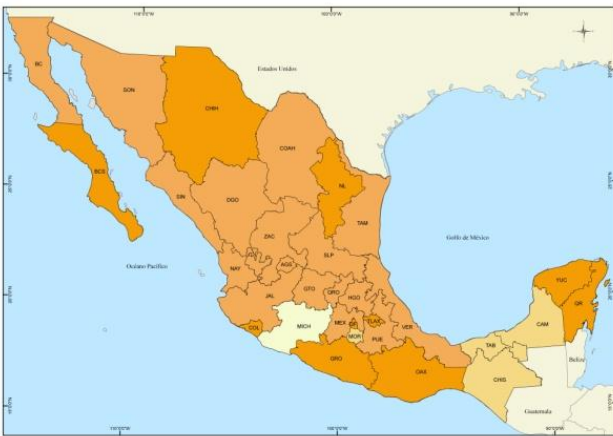 Estados Unidos
BC
SON
CHIH
COAH
BCS
NL
SIN
DGO
TAM
ZAC
Golfo de México
SLP
Océano Pacífico
NAY
AGS
YUC
JAL
GTO
QRO
HGO
QR
COL
MICH
MEX
DF
TLAX
VER
CAM
MOR
PUE
TAB
Belice
GRO
OAX
CHIS
Guatemala